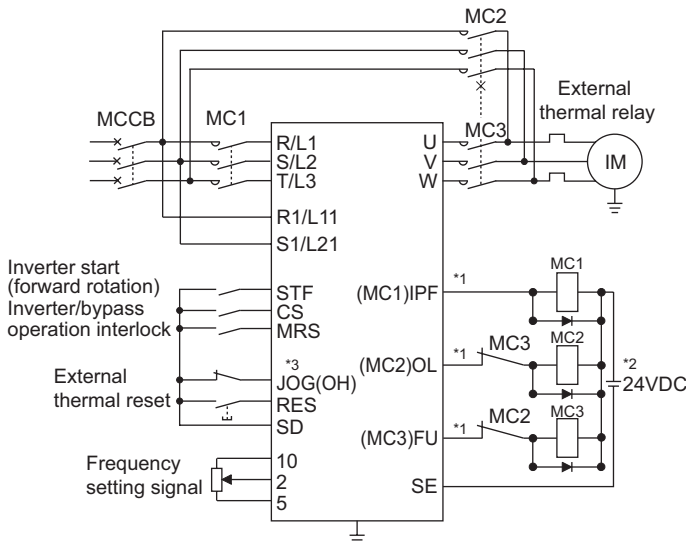 MC2
External
thermal relay
MCCB
MC1
MC3
R/L1
S/L2
T/L3
U
V
W
IM
R1/L11
S1/L21
Inverter start
(forward rotation)
Inverter/bypass
operation interlock
STF
CS
MRS
(MC1)IPF
*1
MC1
*3
JOG(OH)
External
thermal reset
RES
SD
(MC2)OL
*1
MC3
MC2
*2
24VDC
(MC3)FU
*1
MC2
MC3
Frequency
setting signal
10
2
5
SE